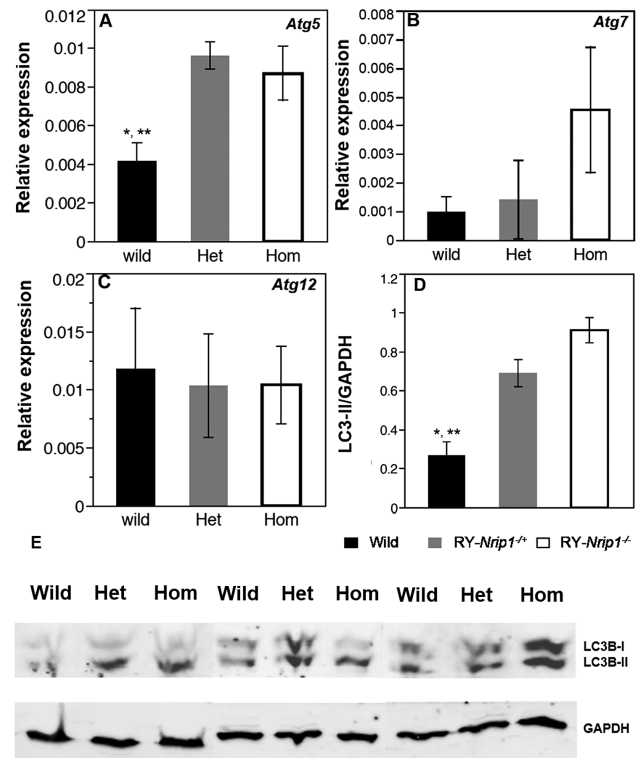 A Atg5
Relative expression
0.012
0.01
0.008
0.006
0.004
0.002
0
*, **
wild Het Hom
B Atg7
Relative expression
0.008
0.007
0.006
0.005
0.004
0.003
0.002
0.001
0
wild Het Hom
C Atg12
Relative expression
0.02
0.015
0.01
0.005
0
wild Het Hom
D
LC3-II/GAPDH
1.2
1
0.8
0.6
0.4
0.2
0
*, **
Wild RY-Nrip1-/+ RY-Nrip1-/-
E
Wild Het Hom Wild Het Hom Wild Het Hom
LC3B-I
LC3B-II
GAPDH